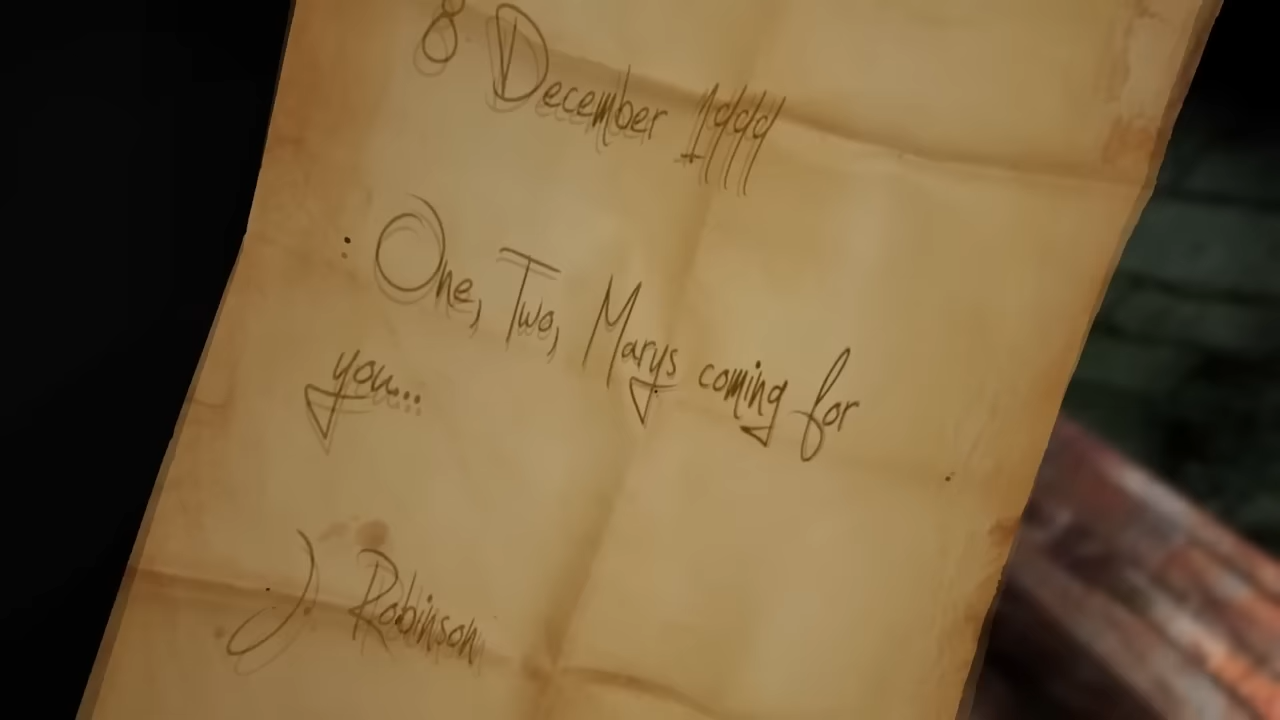 8 December 1999
: One, Two, Marys coming for
you...
J Robinson